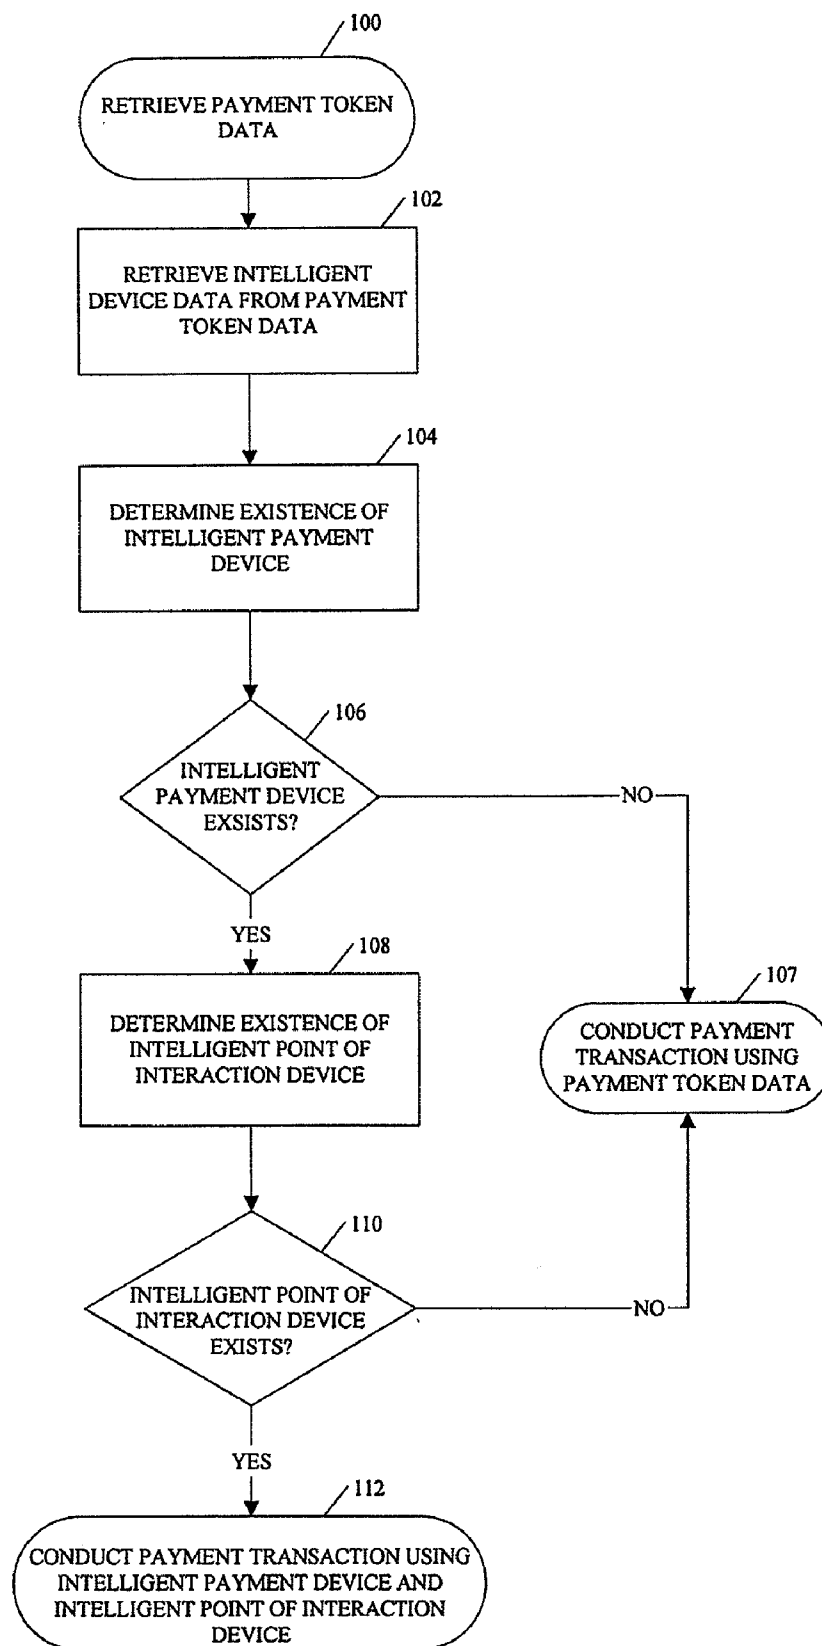 100
RETRIEVE PAYMENT TOKEN
DATA
102
RETRIEVE INTELLIGENT
DEVICE DATA FROM PAYMENT
TOKEN DATA
104
DETERMINE EXISTENCE OF
INTELLIGENT PAYMENT
DEVICE
106
INTELLIGENT
PAYMENT DEVICE
EXSISTS?
NO
YES
108
DETERMINE EXISTENCE OF
INTELLIGENT POINT OF
INTERACTION DEVICE
107
CONDUCT PAYMENT
TRANSACTION USING
PAYMENT TOKEN DATA
110
INTELLIGENT POINT OF
INTERACTION DEVICE
EXISTS?
NO
YES
112
CONDUCT PAYMENT TRANSACTION USING
INTELLIGENT PAYMENT DEVICE AND
INTELLIGENT POINT OF INTERACTION
DEVICE